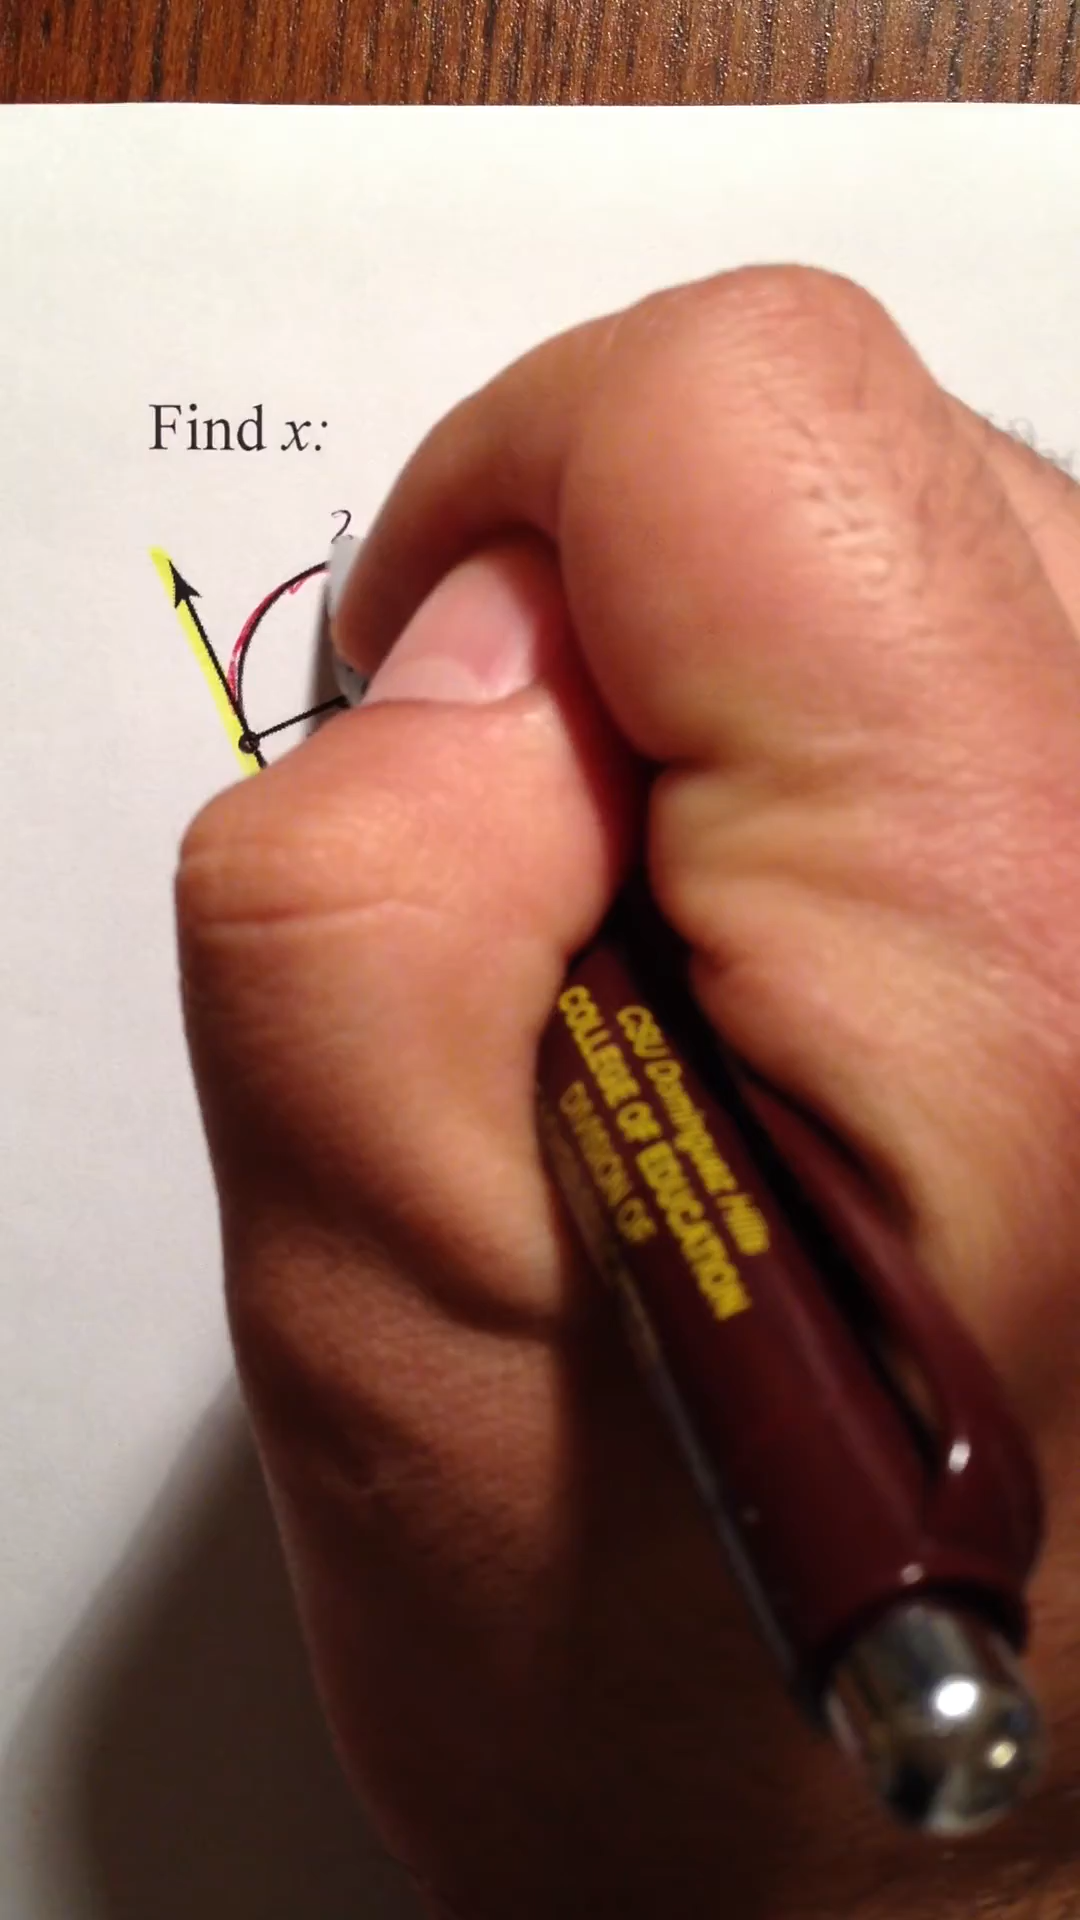 Find x:
2
CSU Dominguez Hills
COLLEGE OF EDUCATION
DIVISION OF